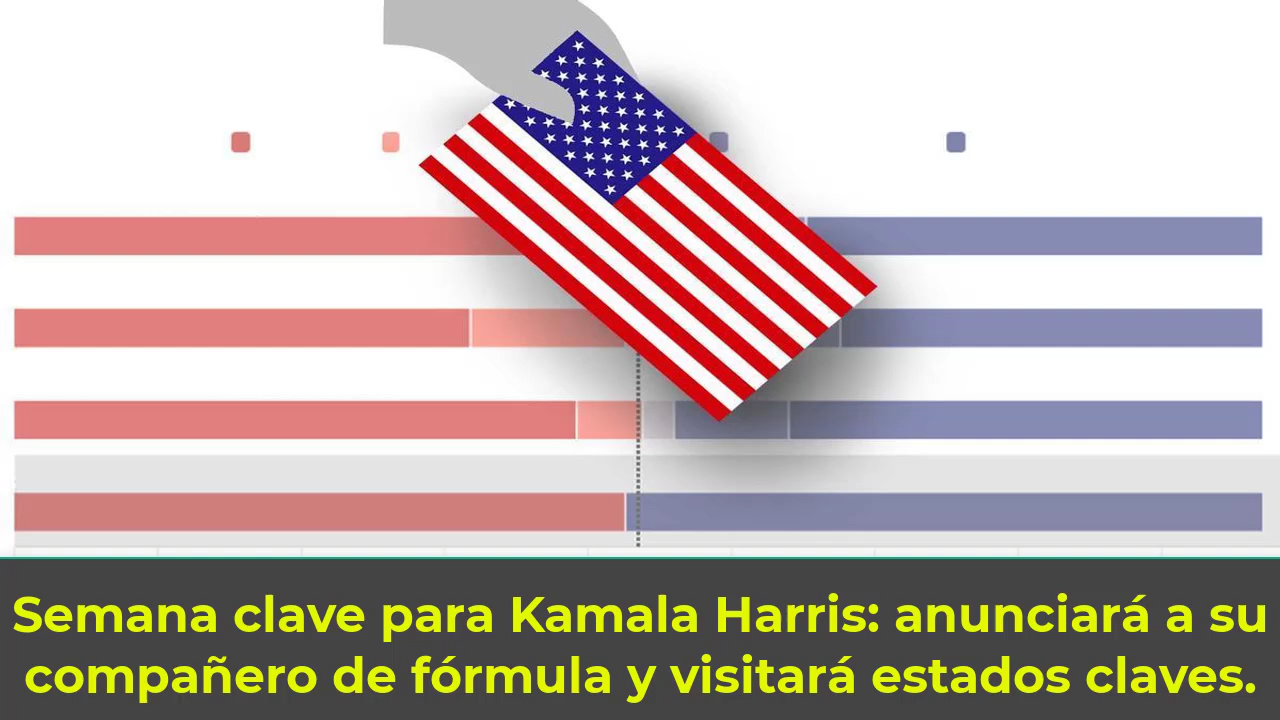 Semana clave para Kamala Harris: anunciará a su
compañero de fórmula y visitará estados claves.